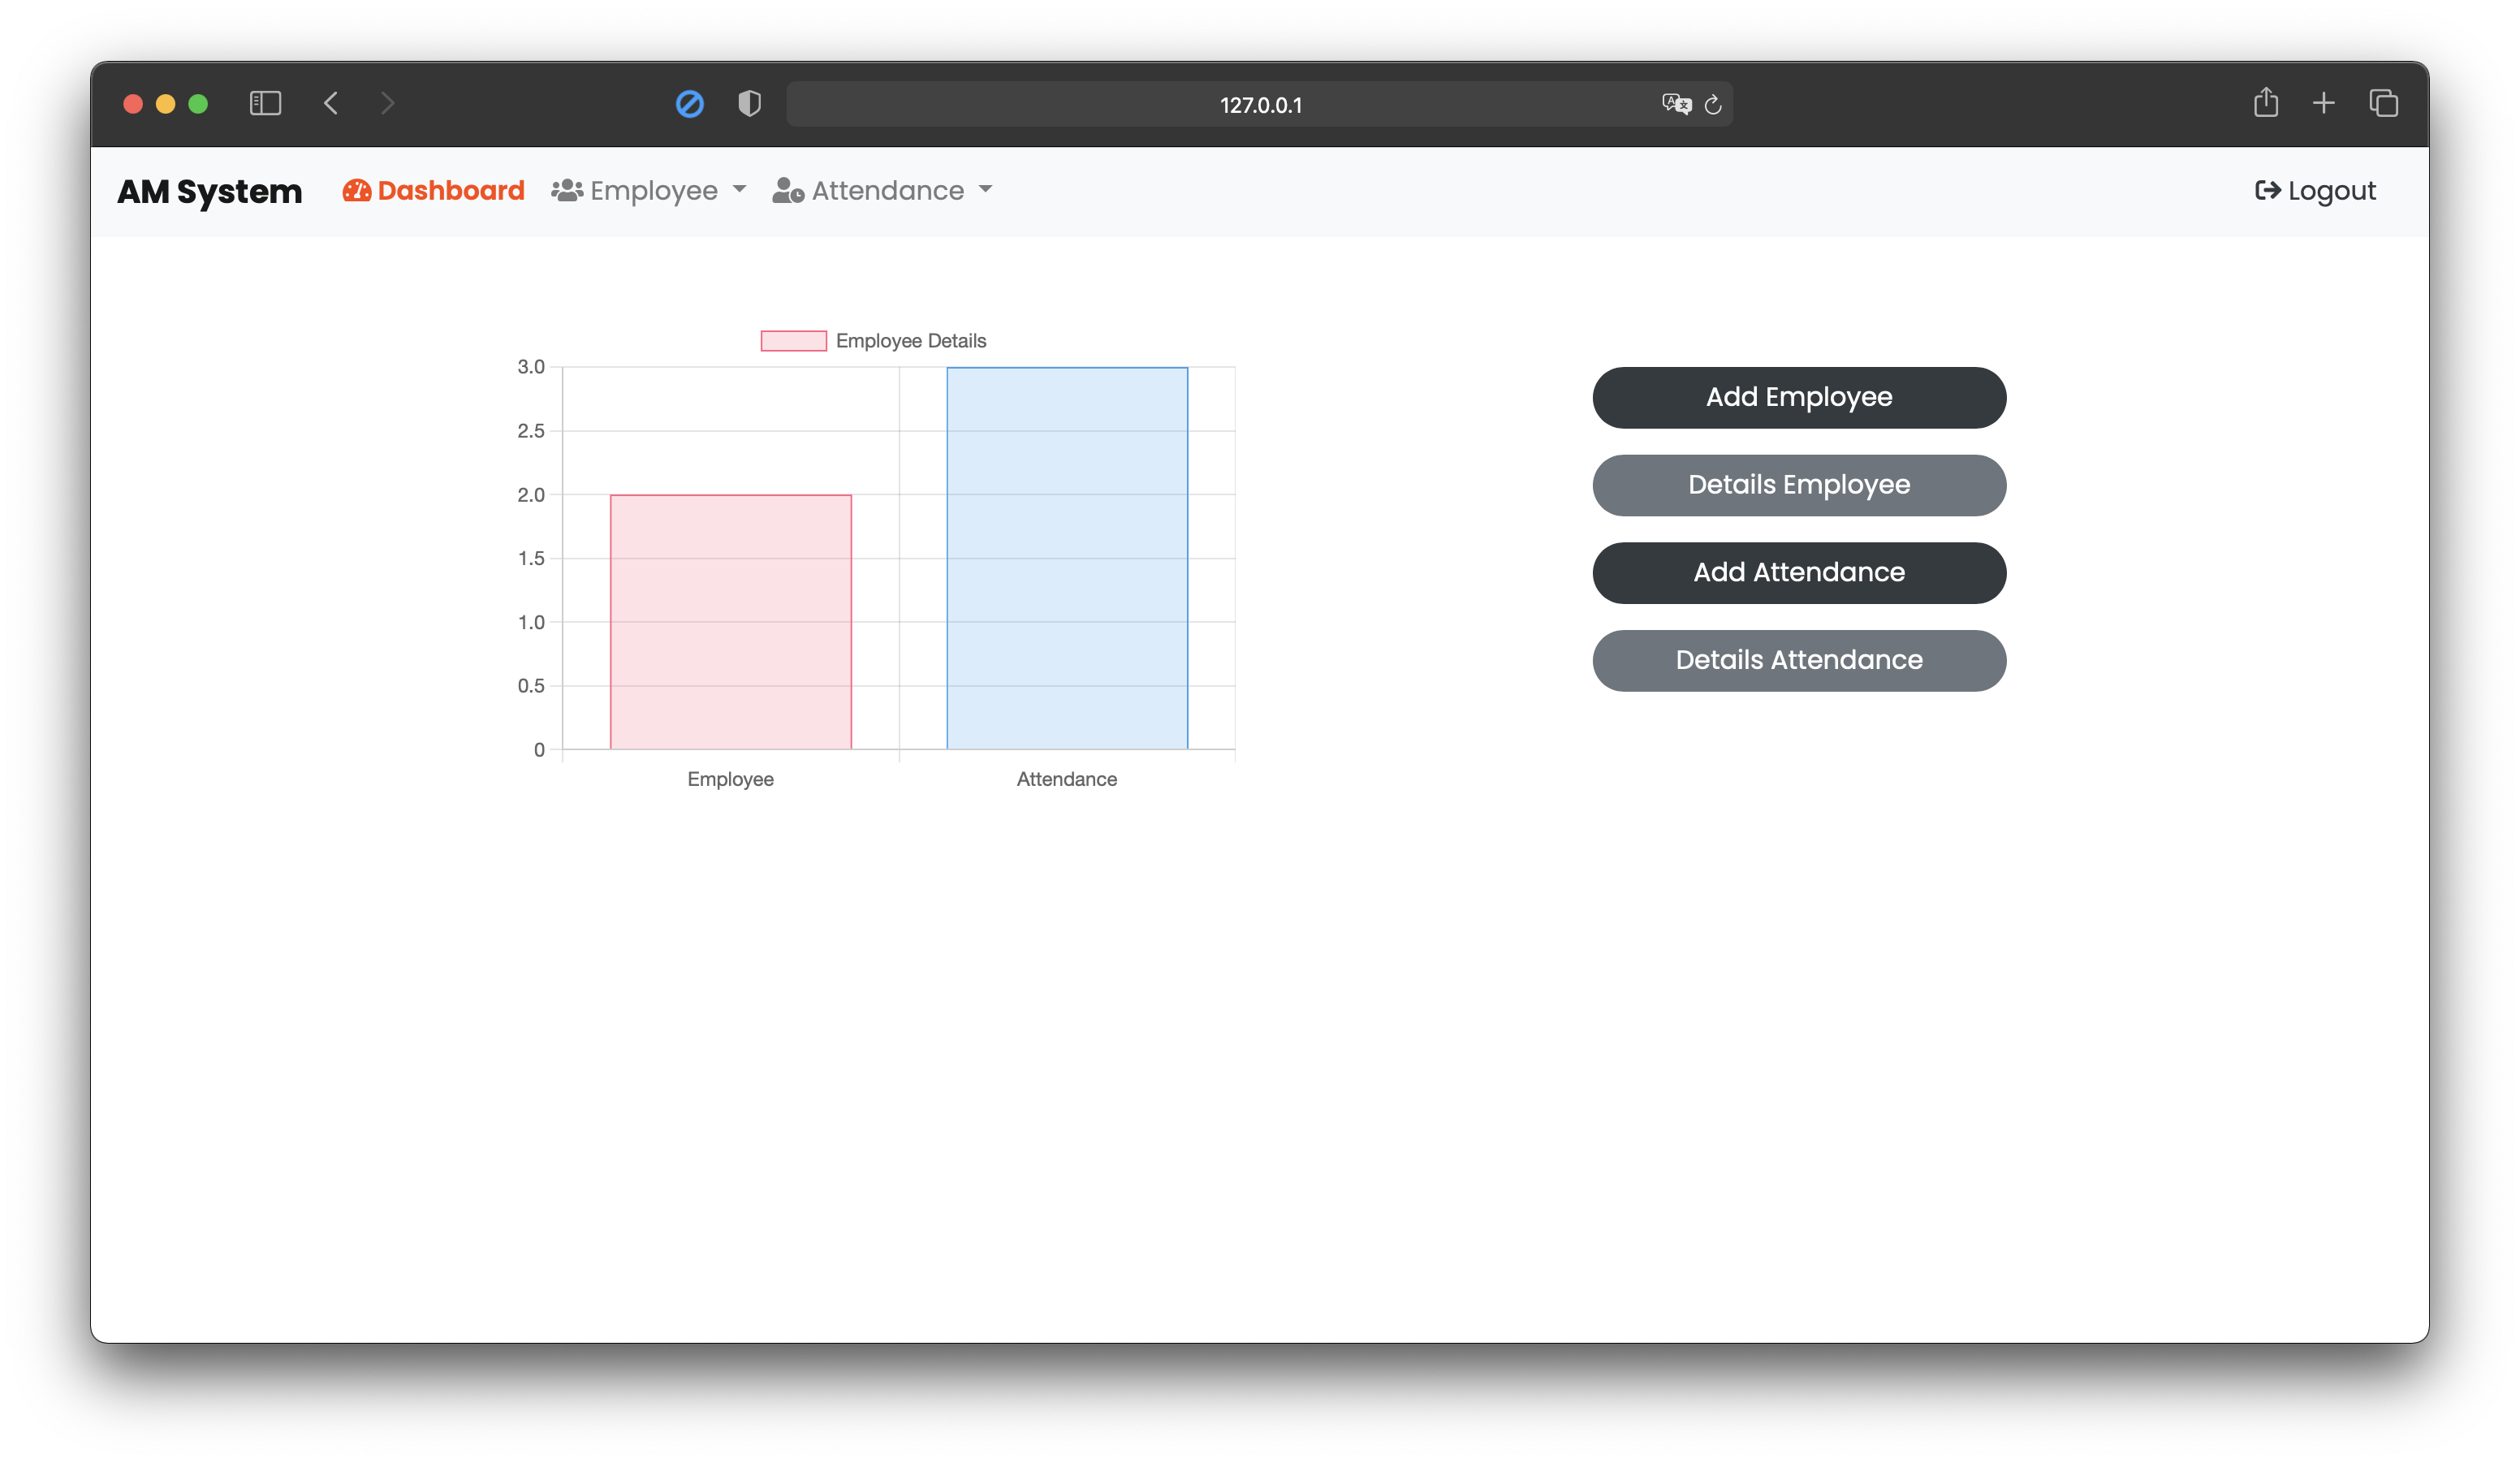 127.0.0.1
AM System Dashboard Employee Attendance Logout
Employee Details
3.0
2.5
2.0
1.5
1.0
0.5
0
Employee Attendance
Add Employee
Details Employee
Add Attendance
Details Attendance